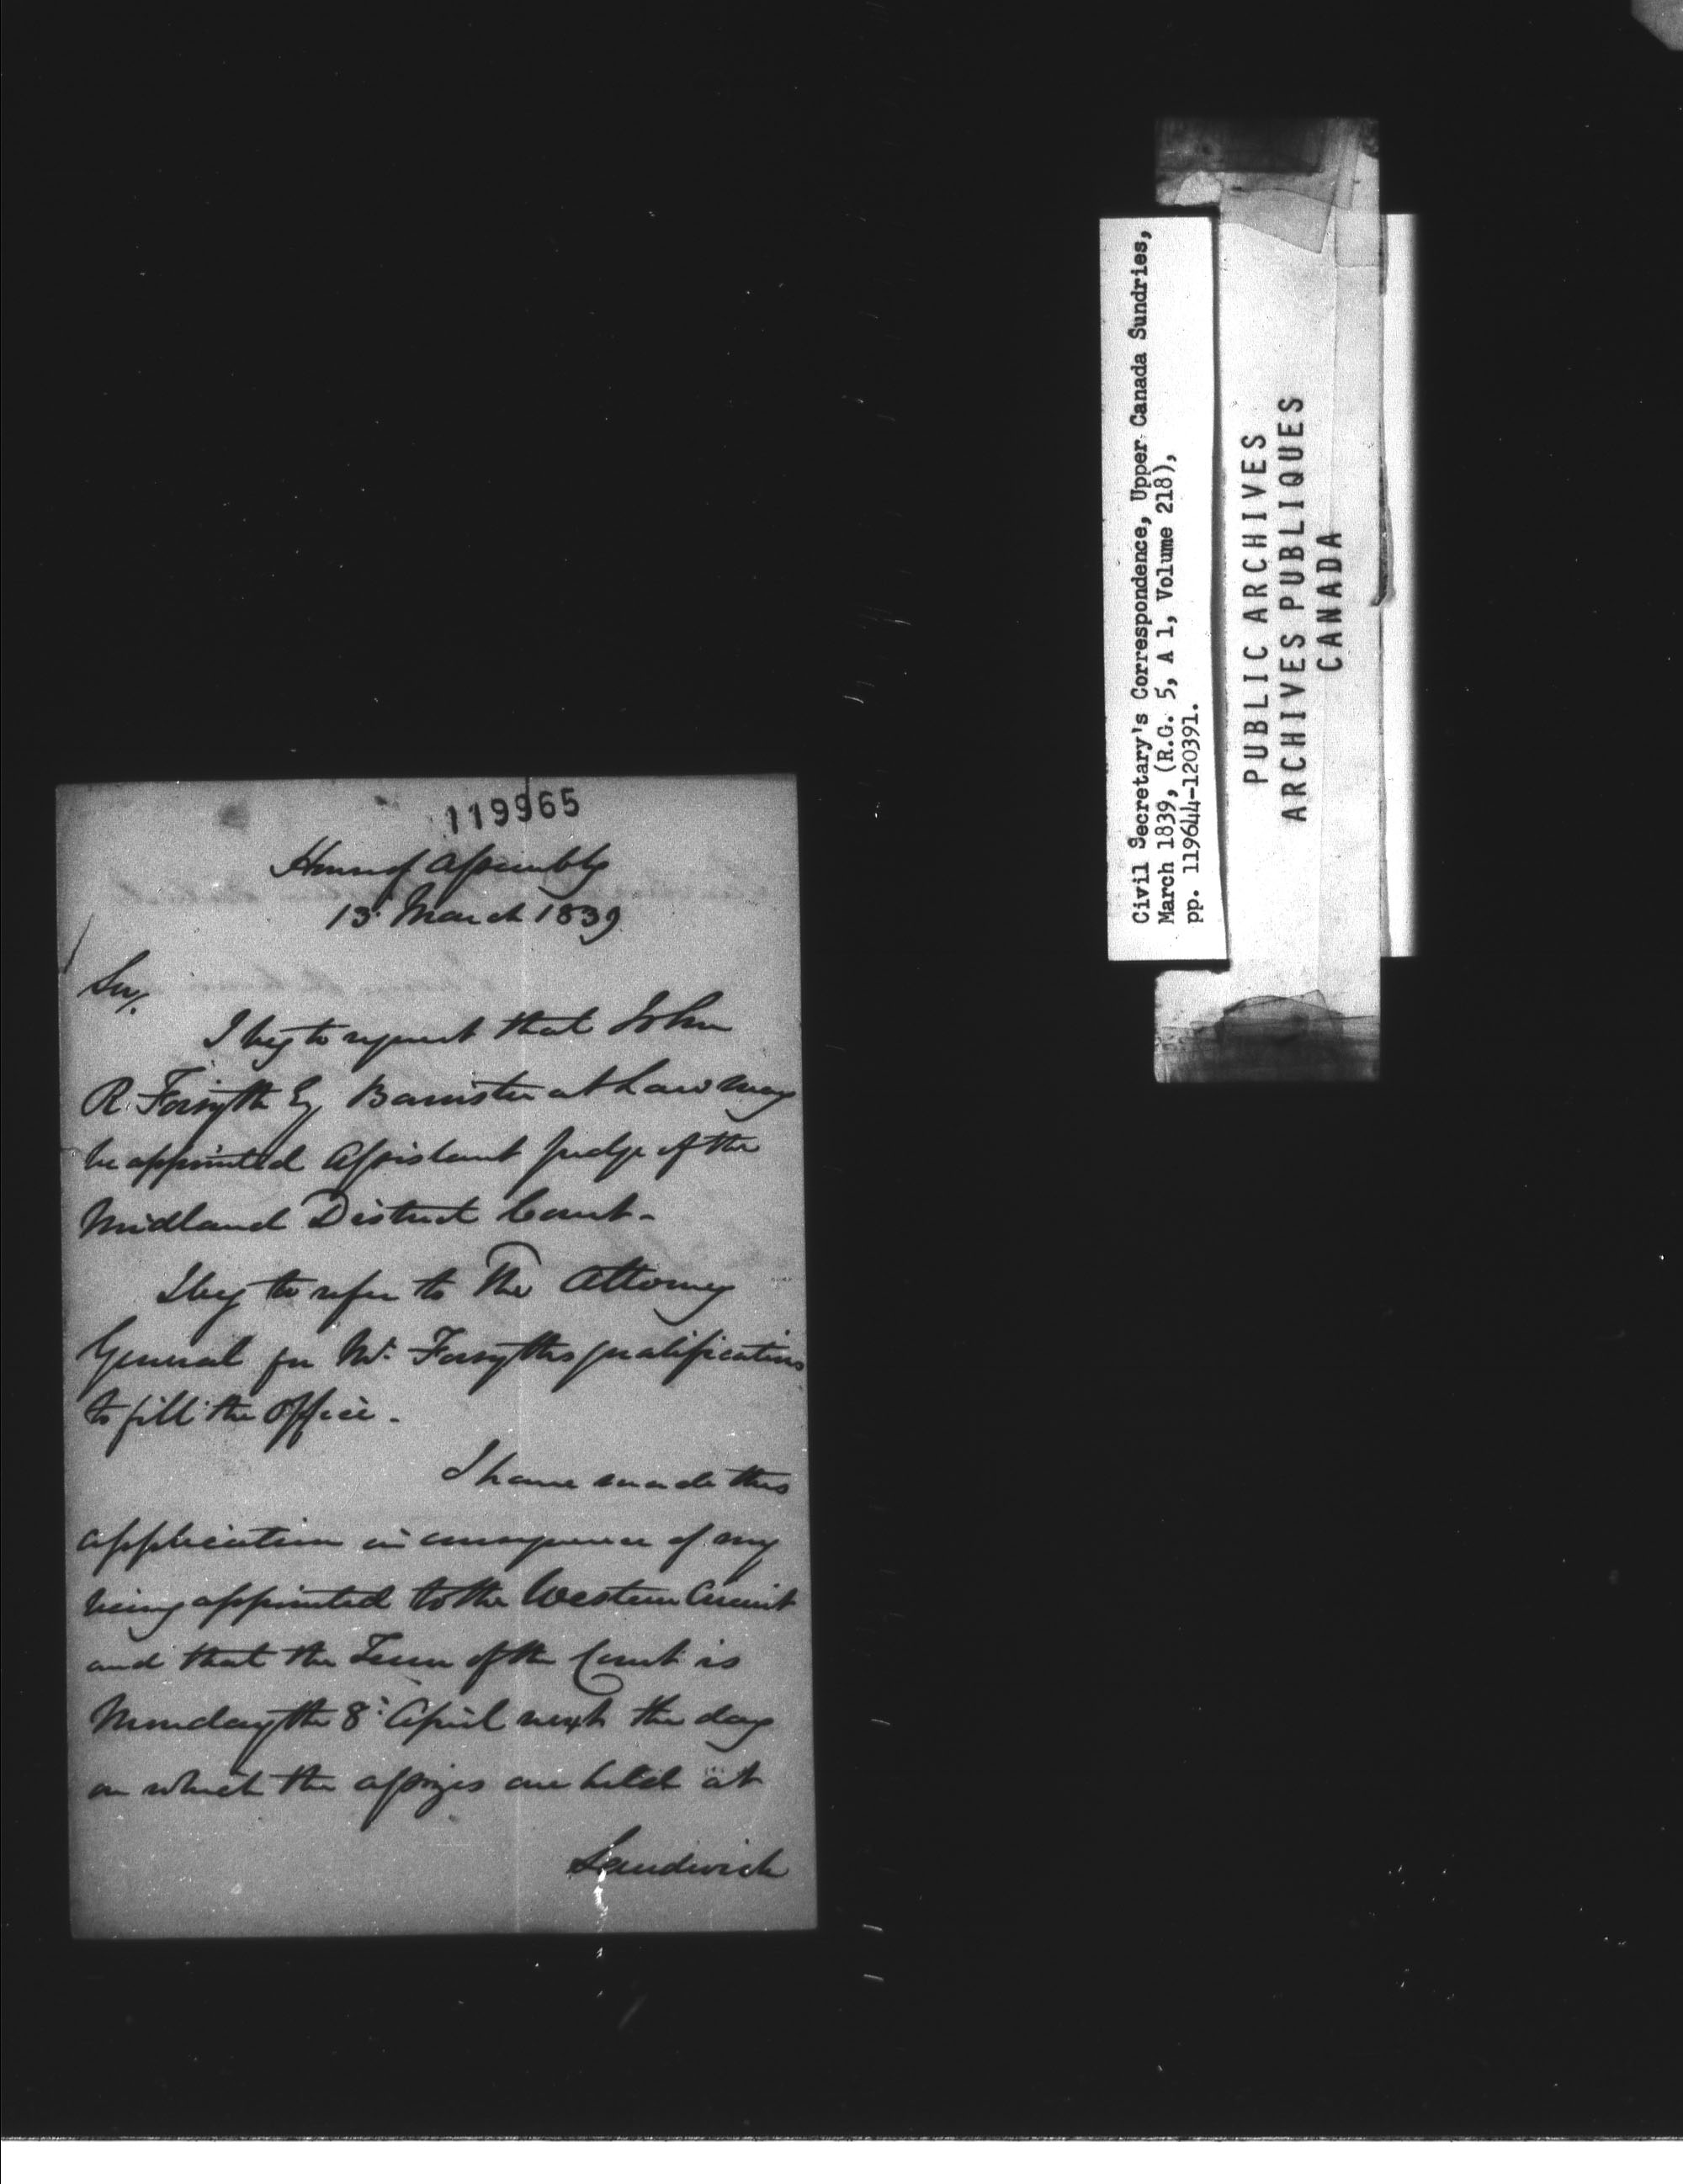 119965
House of Assembly
13 March 1839
Sir,
I beg to request that John
R. Forsyth Esq Barrister at Law may
be appointed Assistant Judge of the
Midland District Court -
I beg to refer to The Attorney
General for Mr. Forsyths qualifications
to fill the office -
I have made this
application in consequence of my
being appointed to the Western Circuit
and that the Term of the Court is
Monday the 8th April next the day
on which the assizes are held at
Sandwich
Civil Secretary's Correspondence, Upper Canada Sundries,
March 1839, (R.G. 5, A 1, Volume 218),
pp. 119644-120391.
PUBLIC ARCHIVES
ARCHIVES PUBLIQUES
CANADA